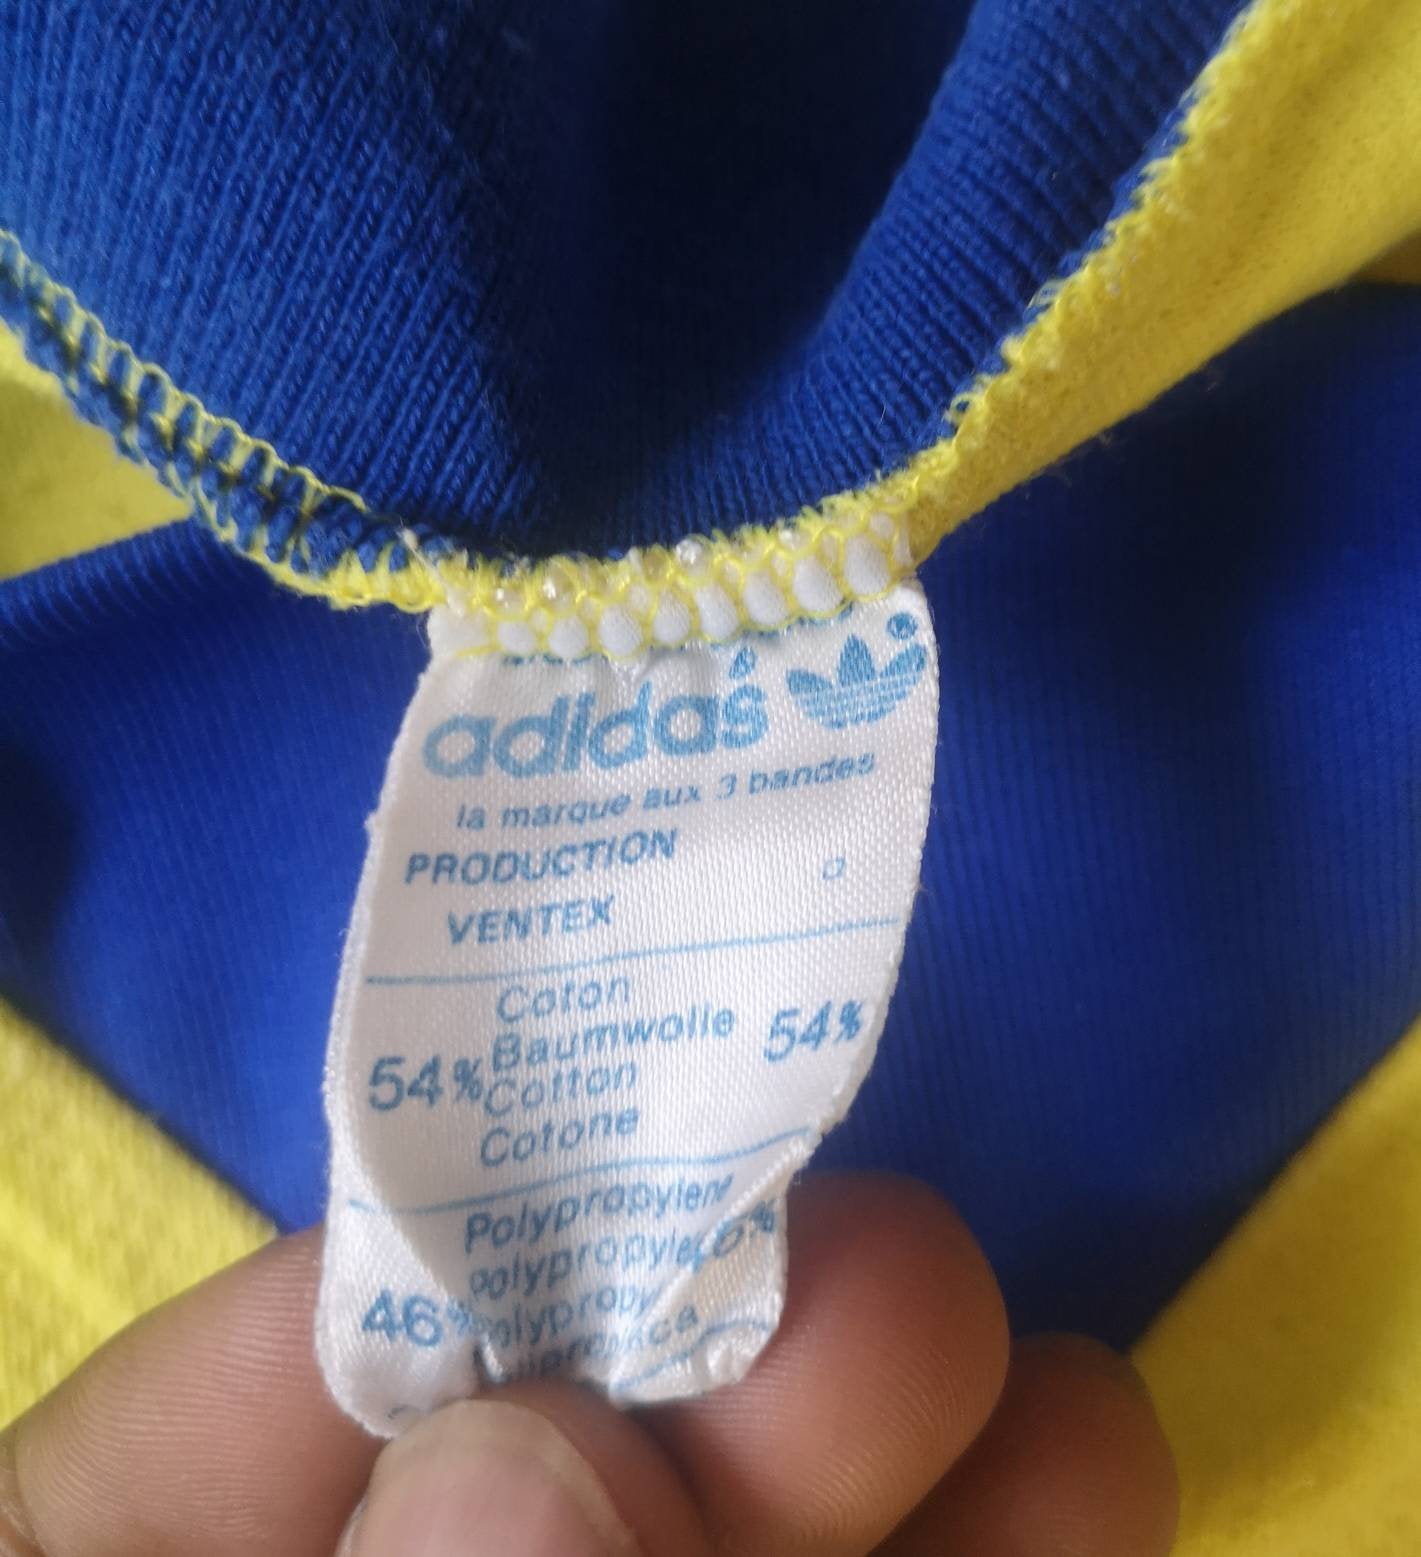 adidas ®
la marque aux 3 bandes
PRODUCTION
VENTEX
Coton
54% Baumwolle 54%
Cotton
Cotone
Polypropylene
46%